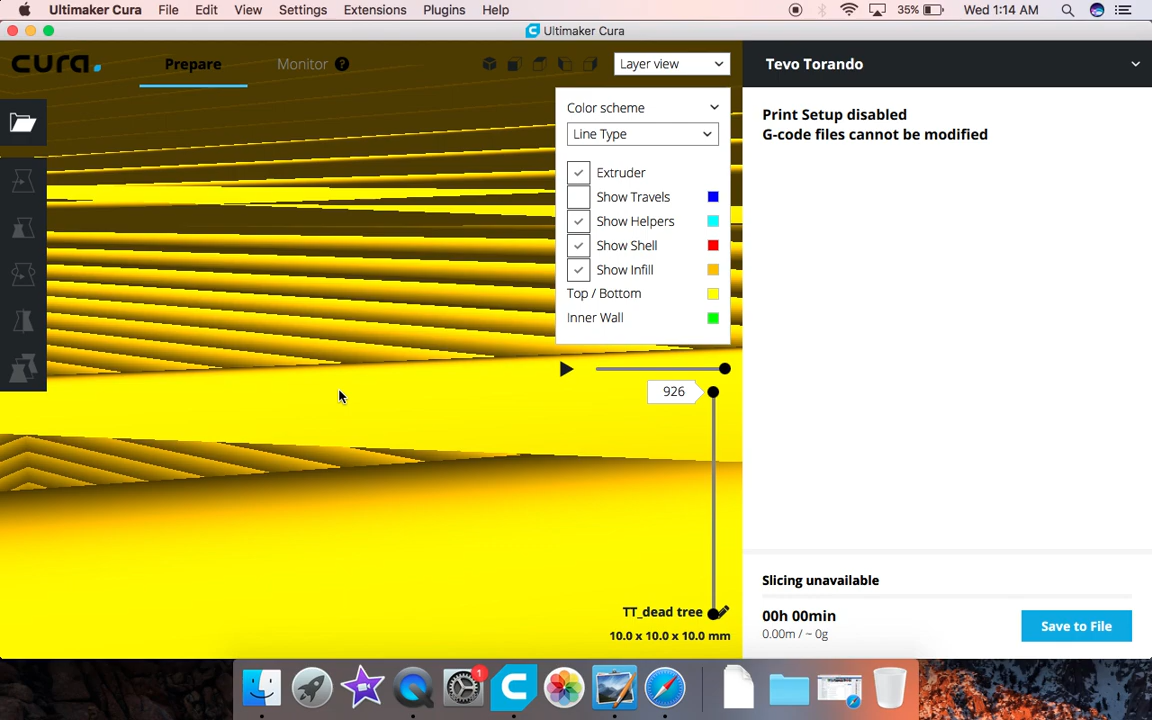 Ultimaker Cura File Edit View Settings Extensions Plugins Help 35% Wed 1:14 AM
Ultimaker Cura
cura. Prepare Monitor ? Layer view Tevo Torando
Color scheme
Line Type
Extruder
Show Travels
Show Helpers
Show Shell
Show Infill
Top / Bottom
Inner Wall
926
TT_dead tree
10.0 x 10.0 x 10.0 mm
Print Setup disabled
G-code files cannot be modified
Slicing unavailable
00h 00min
0.00m / ~ 0g
Save to File
1